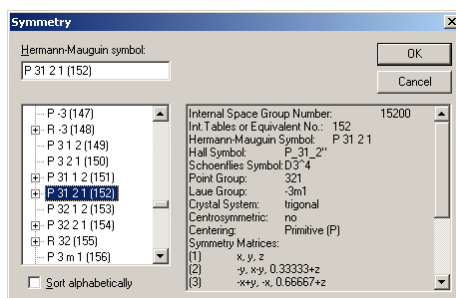 Symmetry
Hermann-Mauguin symbol:
P 31 2 1 (152)
OK
Cancel
P -3 (147)
R -3 (148)
P 3 1 2 (149)
P 3 2 1 (150)
P 31 1 2 (151)
P 31 2 1 (152)
P 32 1 2 (153)
P 32 2 1 (154)
R 32 (155)
P 3 m 1 (156)
Sort alphabetically
Internal Space Group Number: 15200
Int.Tables or Equivalent No.: 152
Hermann-Mauguin Symbol: P 31 2 1
Hall Symbol: P_31_2"
Schoenflies Symbol: D3^4
Point Group: 321
Laue Group: -3m1
Crystal System: trigonal
Centrosymmetric: no
Centering: Primitive (P)
Symmetry Matrices:
(1) x, y, z
(2) -y, x-y, 0.33333+z
(3) -x+y, -x, 0.66667+z